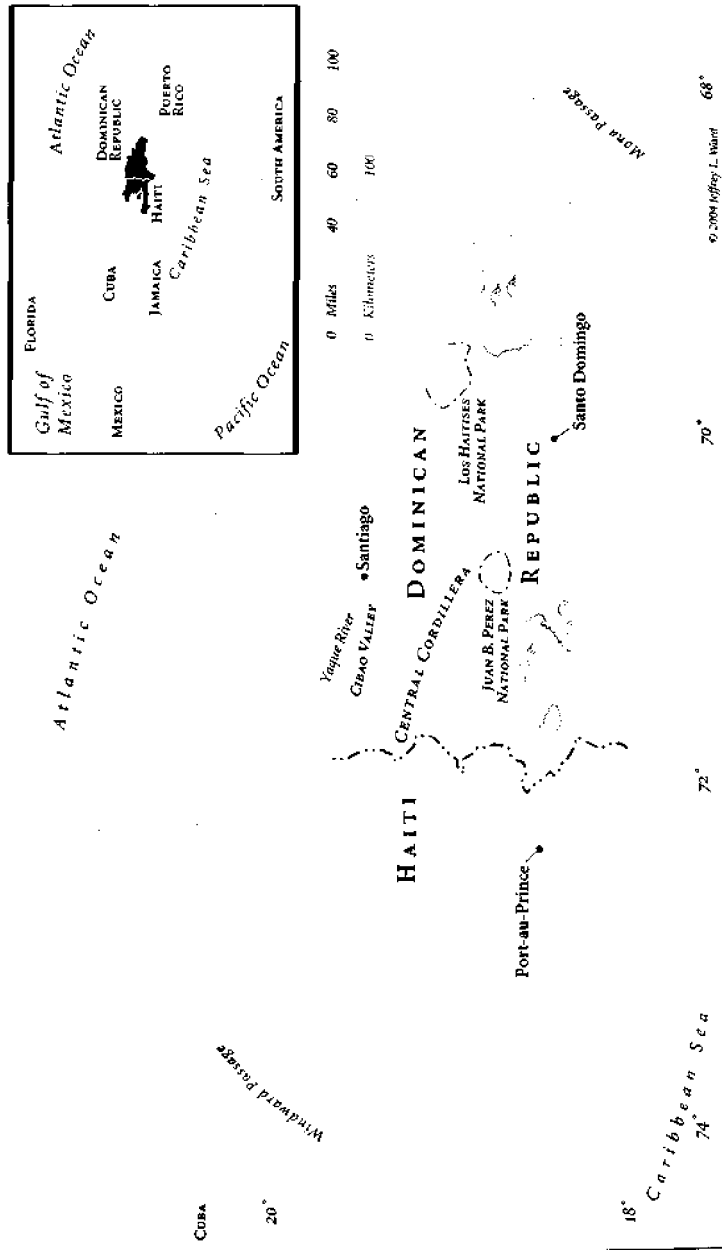 Gulf of
Mexico
FLORIDA
Atlantic Ocean
MEXICO
CUBA
DOMINICAN
REPUBLIC
JAMAICA
HAITI
PUERTO
RICO
Caribbean Sea
Pacific Ocean
SOUTH AMERICA
0 Miles 40 60 80 100
0 Kilometers 100
Atlantic Ocean
CUBA
20°
Windward Passage
Yaque River
CIBAO VALLEY
Santiago
HAITI
CENTRAL CORDILLERA
DOMINICAN
REPUBLIC
LOS HAITISES
NATIONAL PARK
JUAN B. PEREZ
NATIONAL PARK
Port-au-Prince
Santo Domingo
Mona Passage
18°
Caribbean Sea
74°
72°
70°
68°
© 2004 Jeffrey L. Ward